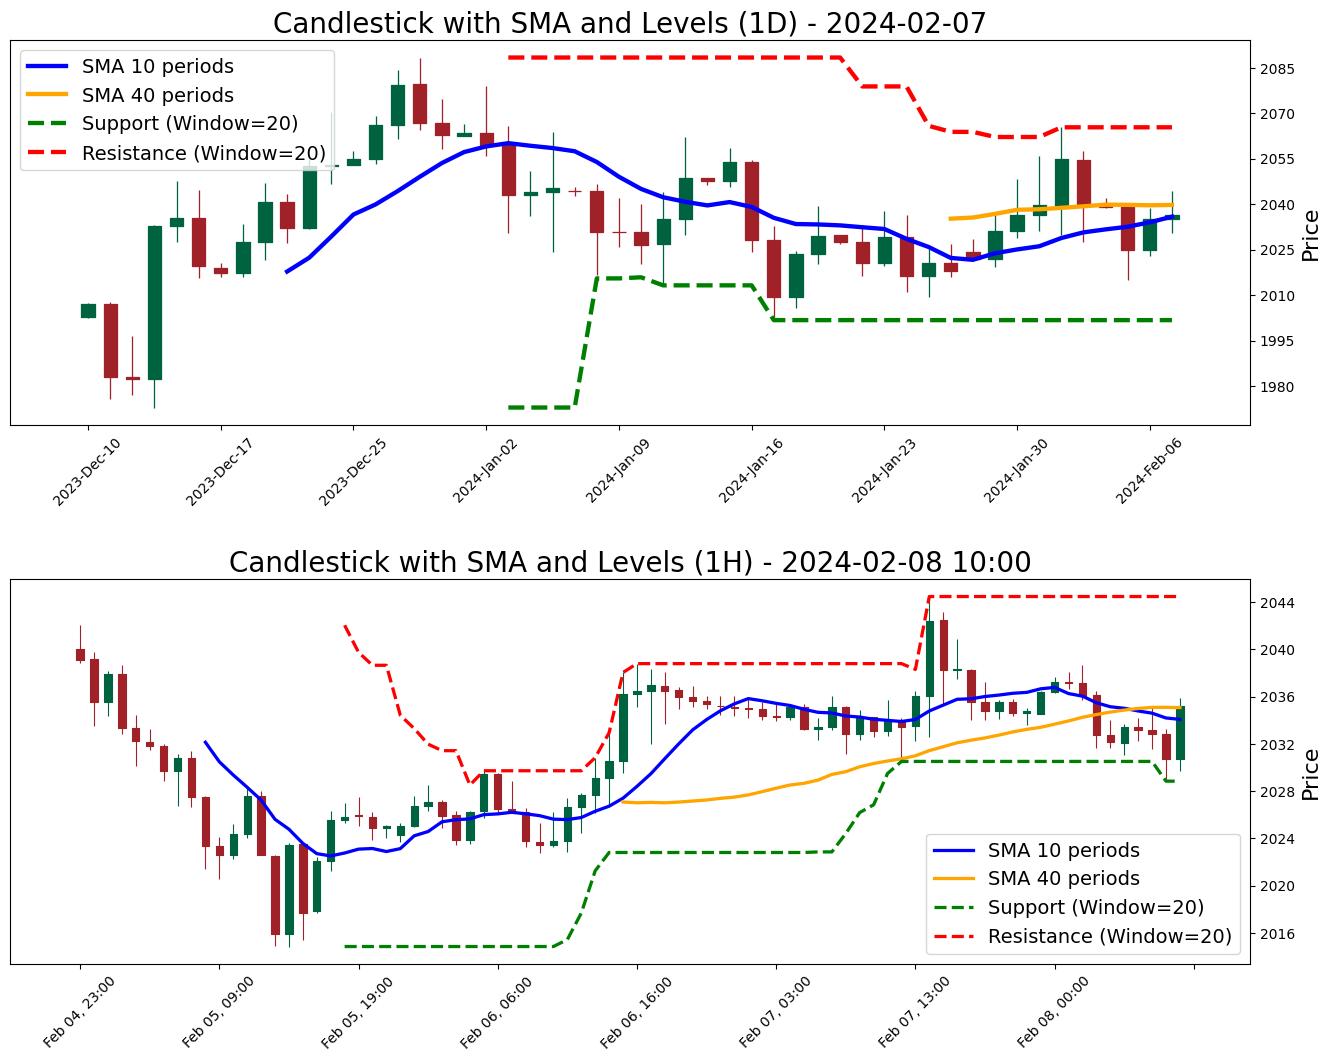 Candlestick with SMA and Levels (1D) - 2024-02-07
SMA 10 periods
SMA 40 periods
Support (Window=20)
Resistance (Window=20)
2085
2070
2055
2040
2025
2010
1995
1980
Price
2023-Dec-10
2023-Dec-17
2023-Dec-25
2024-Jan-02
2024-Jan-09
2024-Jan-16
2024-Jan-23
2024-Jan-30
2024-Feb-06
Candlestick with SMA and Levels (1H) - 2024-02-08 10:00
2044
2040
2036
2032
2028
2024
2020
2016
Price
SMA 10 periods
SMA 40 periods
Support (Window=20)
Resistance (Window=20)
Feb 04, 23:00
Feb 05, 09:00
Feb 05, 19:00
Feb 06, 06:00
Feb 06, 16:00
Feb 07, 03:00
Feb 07, 13:00
Feb 08, 00:00